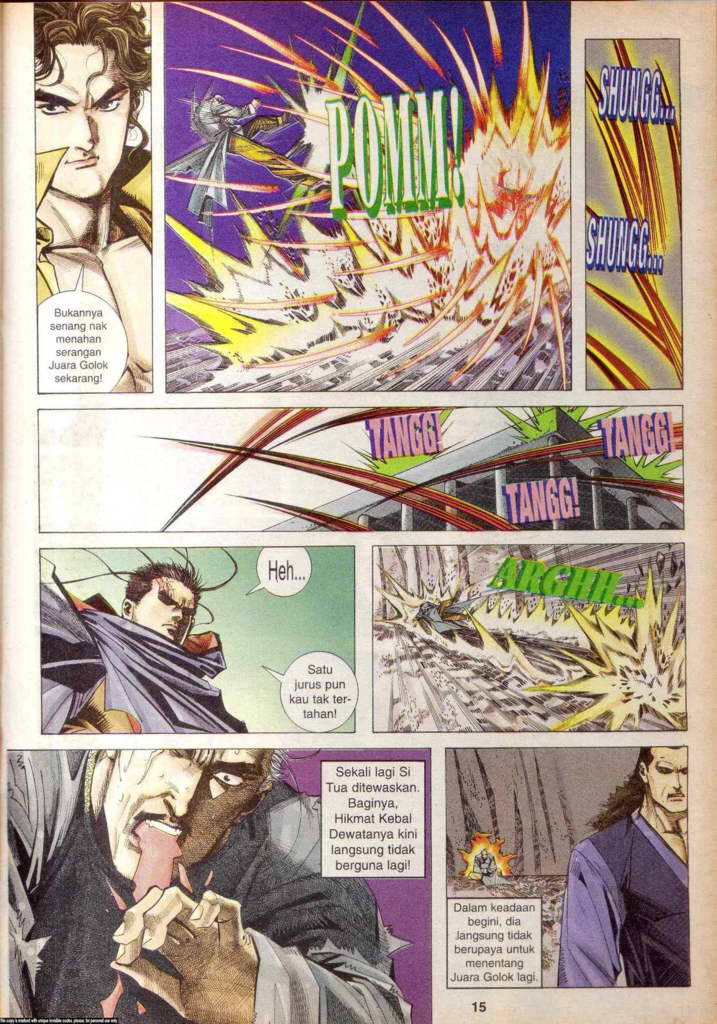 Bukannya
senang nak
menahan
serangan
Juara Golok
sekarang!
POMM!
SHUNGG...
SHUNGG...
TANGG!
TANGG!
TANGG!
Heh...
Satu
jurus pun
kau tak ter-
tahan!
ARGHH...
Sekali lagi Si
Tua ditewaskan.
Baginya,
Hikmat Kebal
Dewatanya kini
langsung tidak
berguna lagi!
Dalam keadaan
begini, dia
langsung tidak
berupaya untuk
menentang
Juara Golok lagi.
15